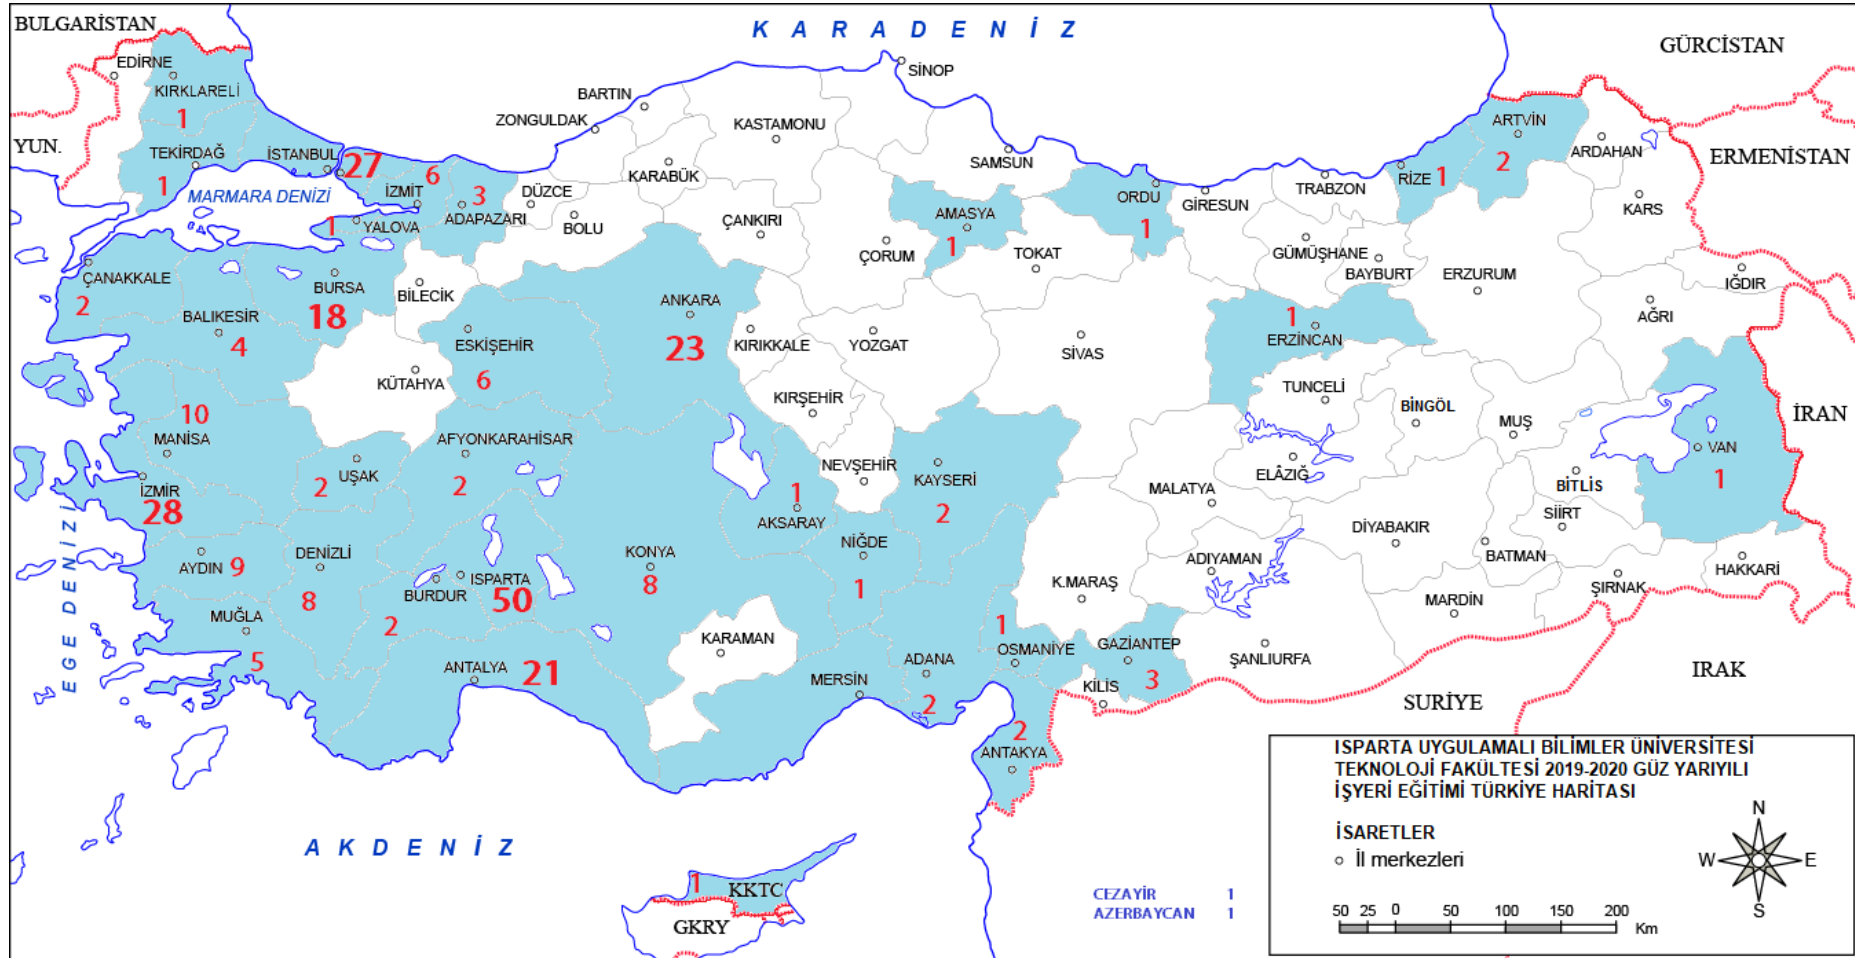 BULGARİSTAN
K A R A D E N İ Z
GÜRCİSTAN
EDİRNE
SİNOP
KIRKLARELİ
1
BARTIN
ZONGULDAK
KASTAMONU
ARTVİN
2
ARDAHAN
ERMENİSTAN
YUN.
TEKİRDAĞ
1
İSTANBUL
27
6
İZMİT
3
ADAPAZARI
DÜZCE
BOLU
KARABÜK
SAMSUN
ORDU
1
GİRESUN
TRABZON
RİZE
1
KARS
MARMARA DENİZİ
1
YALOVA
ÇANKIRI
AMASYA
1
ÇORUM
TOKAT
GÜMÜŞHANE
BAYBURT
ERZURUM
IĞDIR
ÇANAKKALE
2
BURSA
18
BİLECİK
BALIKESİR
4
ESKİŞEHİR
6
ANKARA
23
KIRIKKALE
YOZGAT
SİVAS
1
ERZİNCAN
AĞRI
KÜTAHYA
KIRŞEHİR
TUNCELİ
BİNGÖL
MUŞ
İRAN
10
MANİSA
AFYONKARAHİSAR
2
UŞAK
2
NEVŞEHİR
KAYSERİ
2
ELÂZIĞ
VAN
1
BİTLİS
İZMİR
28
1
AKSARAY
MALATYA
SİİRT
DİYABAKIR
BATMAN
EGE DENİZİ
AYDIN
9
DENİZLİ
8
BURDUR
2
ISPARTA
50
KONYA
8
NİĞDE
1
K.MARAŞ
ADIYAMAN
MARDİN
ŞIRNAK
HAKKARİ
MUĞLA
5
ANTALYA
21
KARAMAN
MERSİN
ADANA
2
1
OSMANİYE
GAZİANTEP
3
KİLİS
ŞANLIURFA
SURİYE
IRAK
2
ANTAKYA
A K D E N İ Z
1
KKTC
GKRY
CEZAYİR 1
AZERBAYCAN 1
ISPARTA UYGULAMALI BİLİMLER ÜNİVERSİTESİ
TEKNOLOJİ FAKÜLTESİ 2019-2020 GÜZ YARIYILI
İŞYERİ EĞİTİMİ TÜRKİYE HARİTASI
İSARETLER
İl merkezleri
N
W
E
S
50 25 0 50 100 150 200
Km